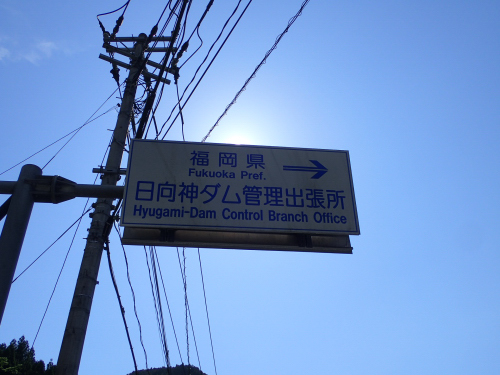 福岡県
Fukuoka Pref.
日向神ダム管理出張所
Hyugami-Dam Control Branch Office